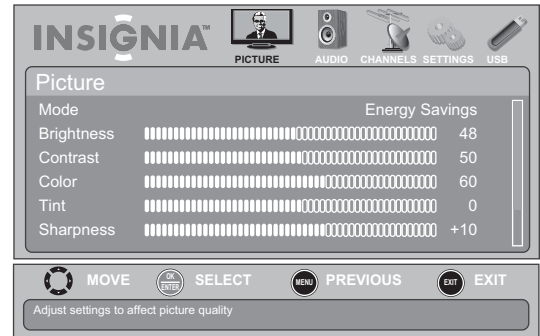 INSIGNIA™
PICTURE AUDIO CHANNELS SETTINGS USB
Picture
Mode Energy Savings
Brightness 48
Contrast 50
Color 60
Tint 0
Sharpness +10
MOVE OK ENTER SELECT MENU PREVIOUS EXIT EXIT
Adjust settings to affect picture quality